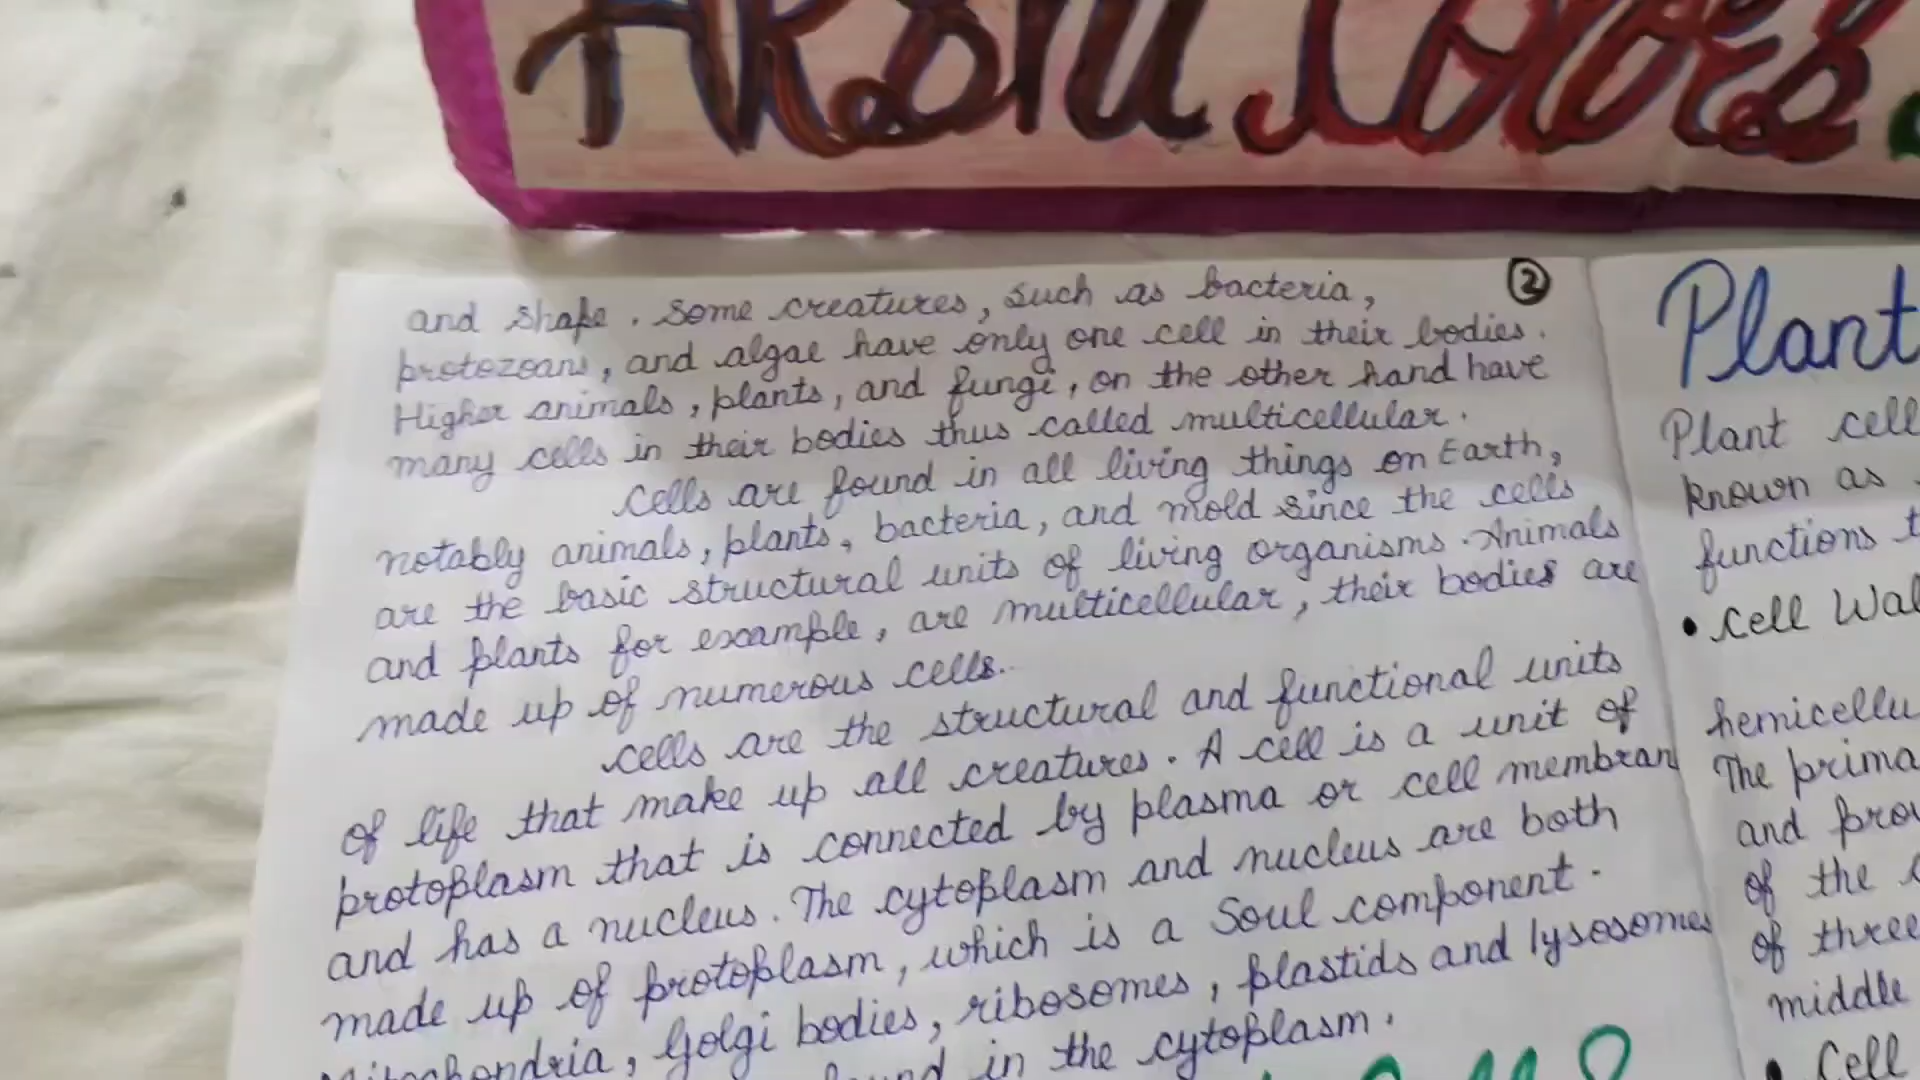 and shape. Some creatures, such as bacteria,
②
protozoans, and algae have only one cell in their bodies.
Higher animals, plants, and fungi, on the other hand have
many cells in their bodies thus called multicellular.
cells are found in all living things on Earth,
notably animals, plants, bacteria, and mold since the cells
are the basic structural units of living organisms. Animals
and plants for example, are multicellular, their bodies are
made up of numerous cells..
cells are the structural and functional units
of life that make up all creatures. A cell is a unit of
protoplasm that is connected by plasma or cell membran
and has a nucleus. The cytoplasm and nucleus are both
made up of protoplasm, which is a Soul component.
Golgi bodies, ribosomes, plastids and lysosomes
in the cytoplasm.
Plant
Plant cell
known as
functions
• Cell Wal
hemicellu
The prima
and prov
of the
of three
middle
• Cell